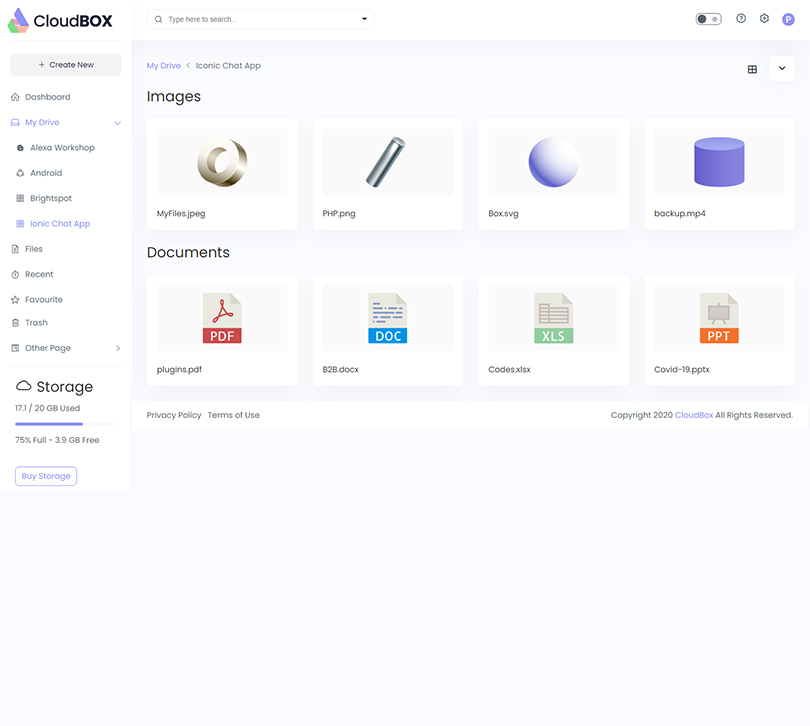 CloudBOX
Type here to search...
P
+ Create New
Dashboard
My Drive
Alexa Workshop
Android
Brightspot
Ionic Chat App
Files
Recent
Favourite
Trash
Other Page
Storage
17.1 / 20 GB Used
75% Full - 3.9 GB Free
Buy Storage
My Drive < Iconic Chat App
Images
MyFiles.jpeg
PHP.png
Box.svg
backup.mp4
Documents
PDF
DOC
XLS
PPT
plugins.pdf
B2B.docx
Codes.xlsx
Covid-19.pptx
Privacy Policy Terms of Use
Copyright 2020 CloudBox All Rights Reserved.